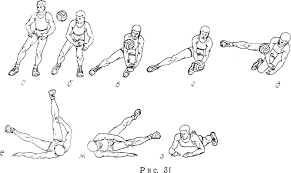 а б в г д
е ж з
Рис. 31